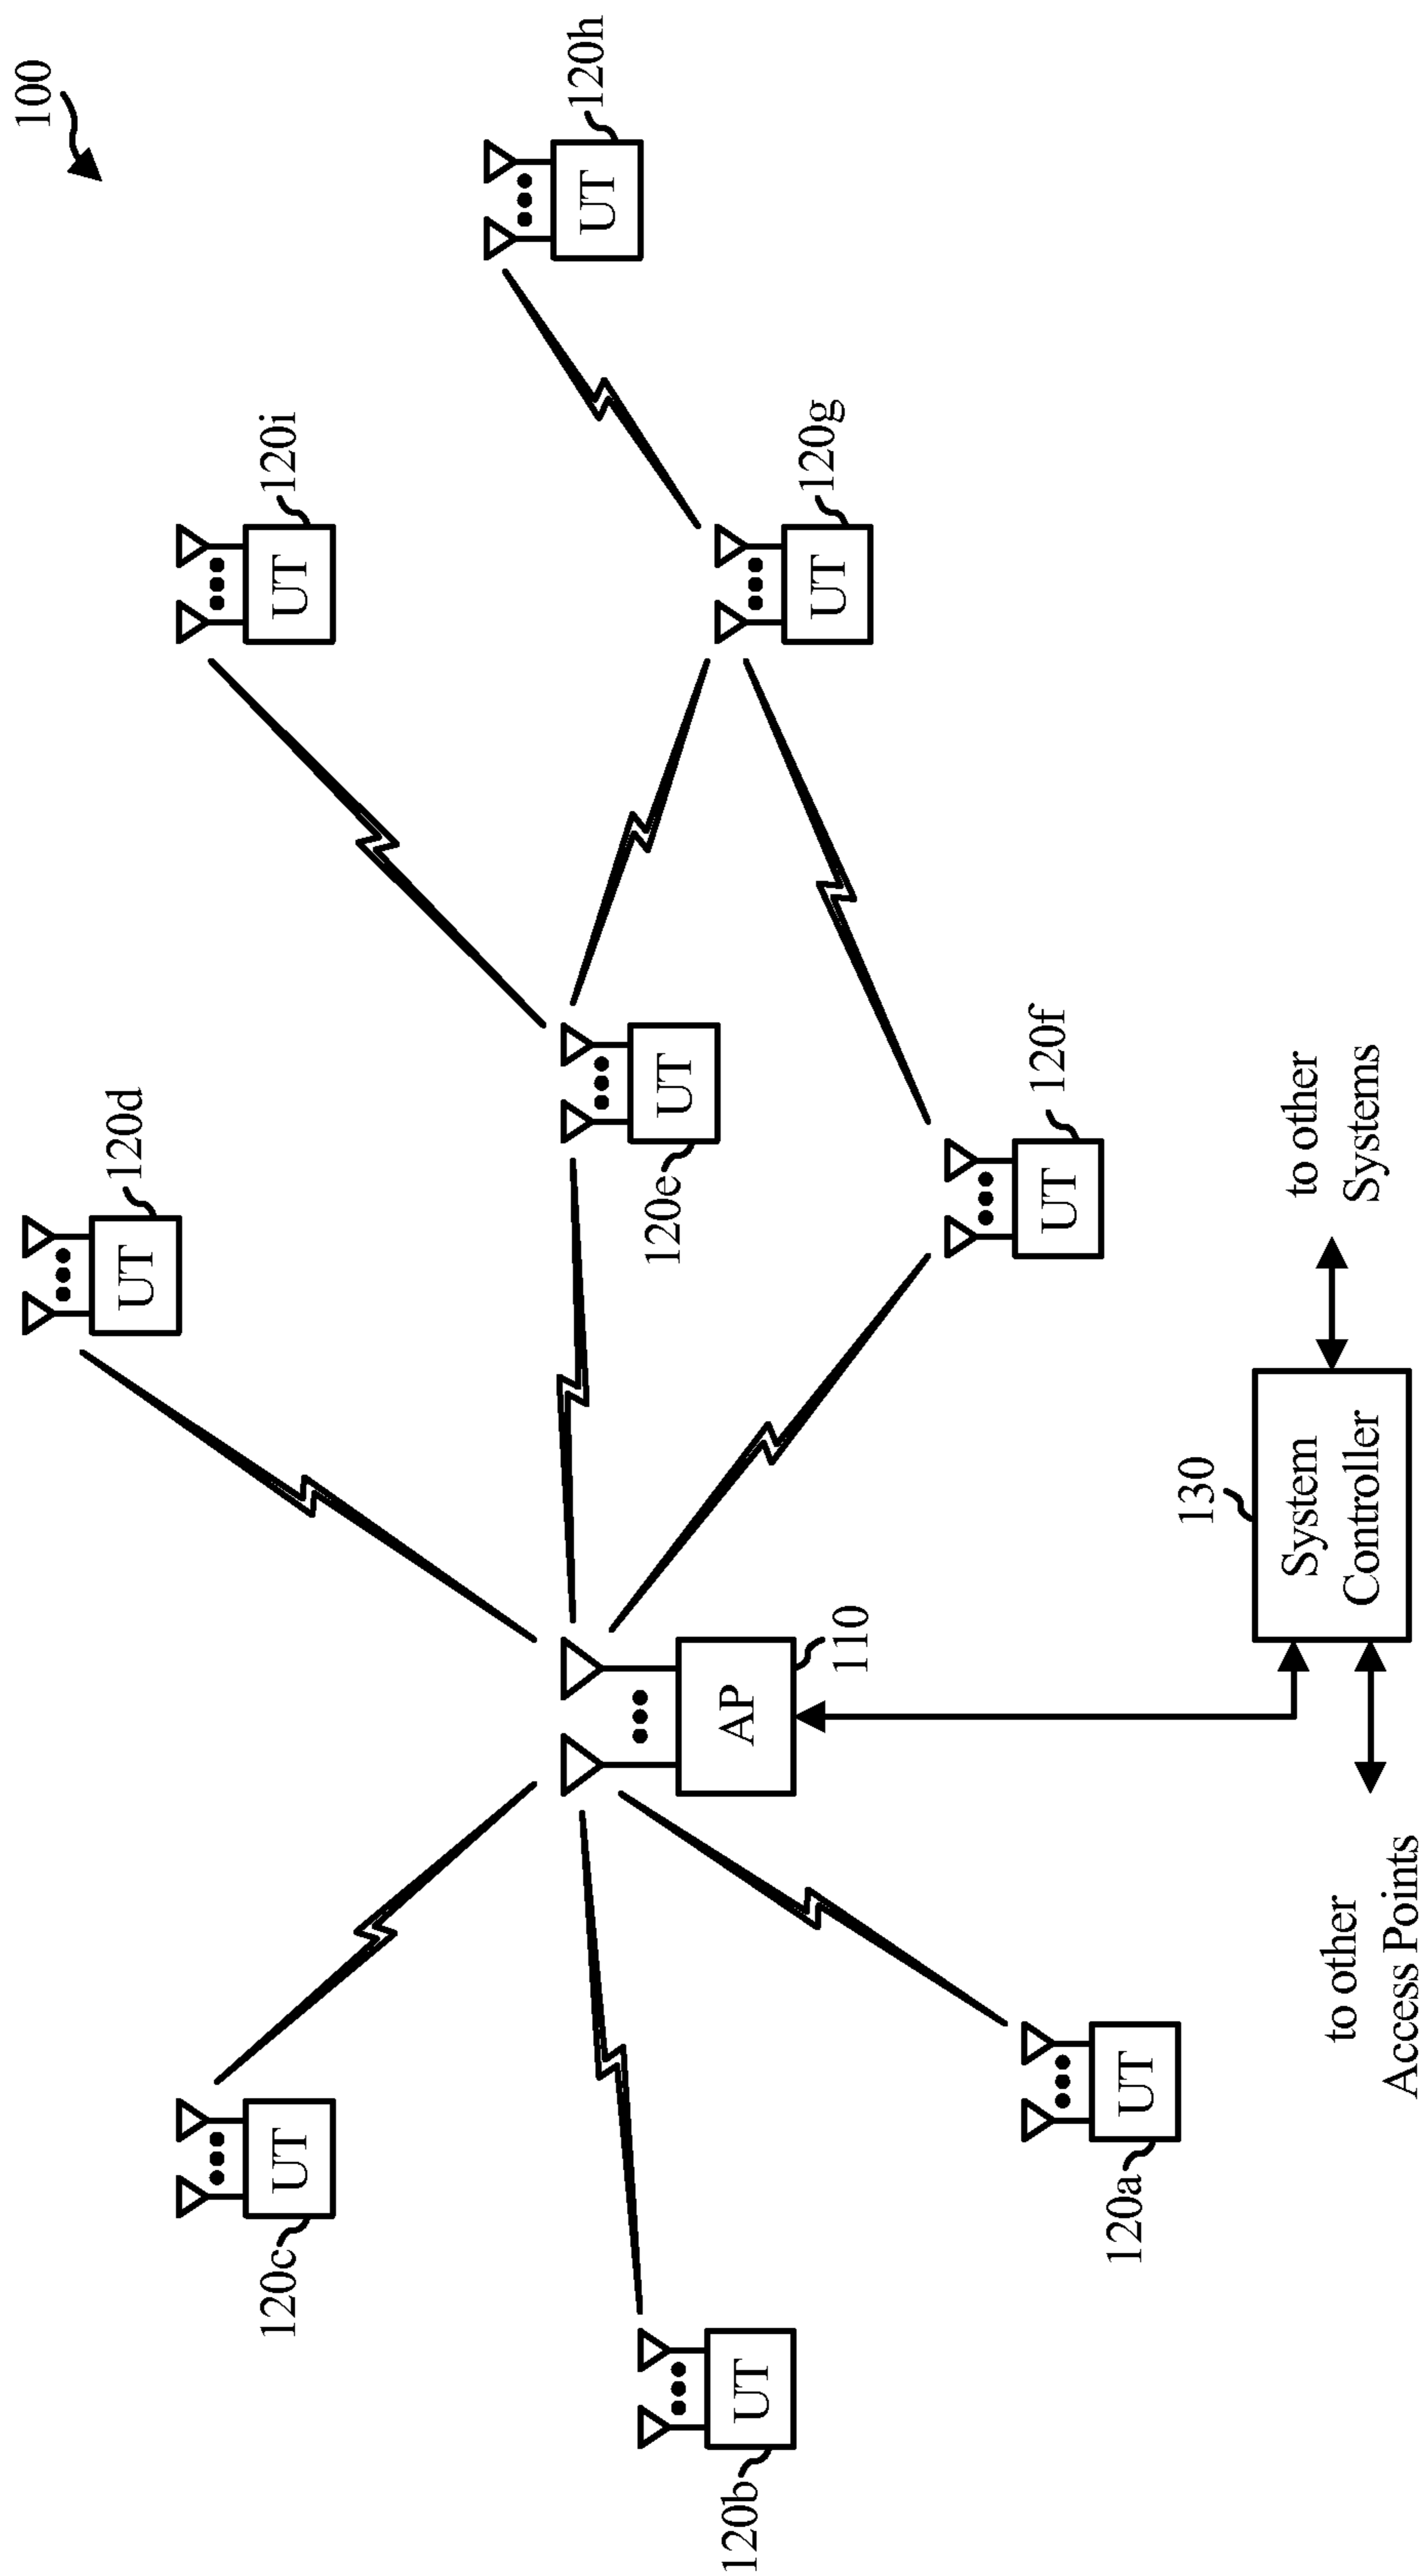 100
UT
120d
UT
120c
UT
120i
UT
120h
AP
110
UT
120e
UT
120g
UT
120b
UT
120a
UT
120f
130
System
Controller
to other
Systems
to other
Access Points